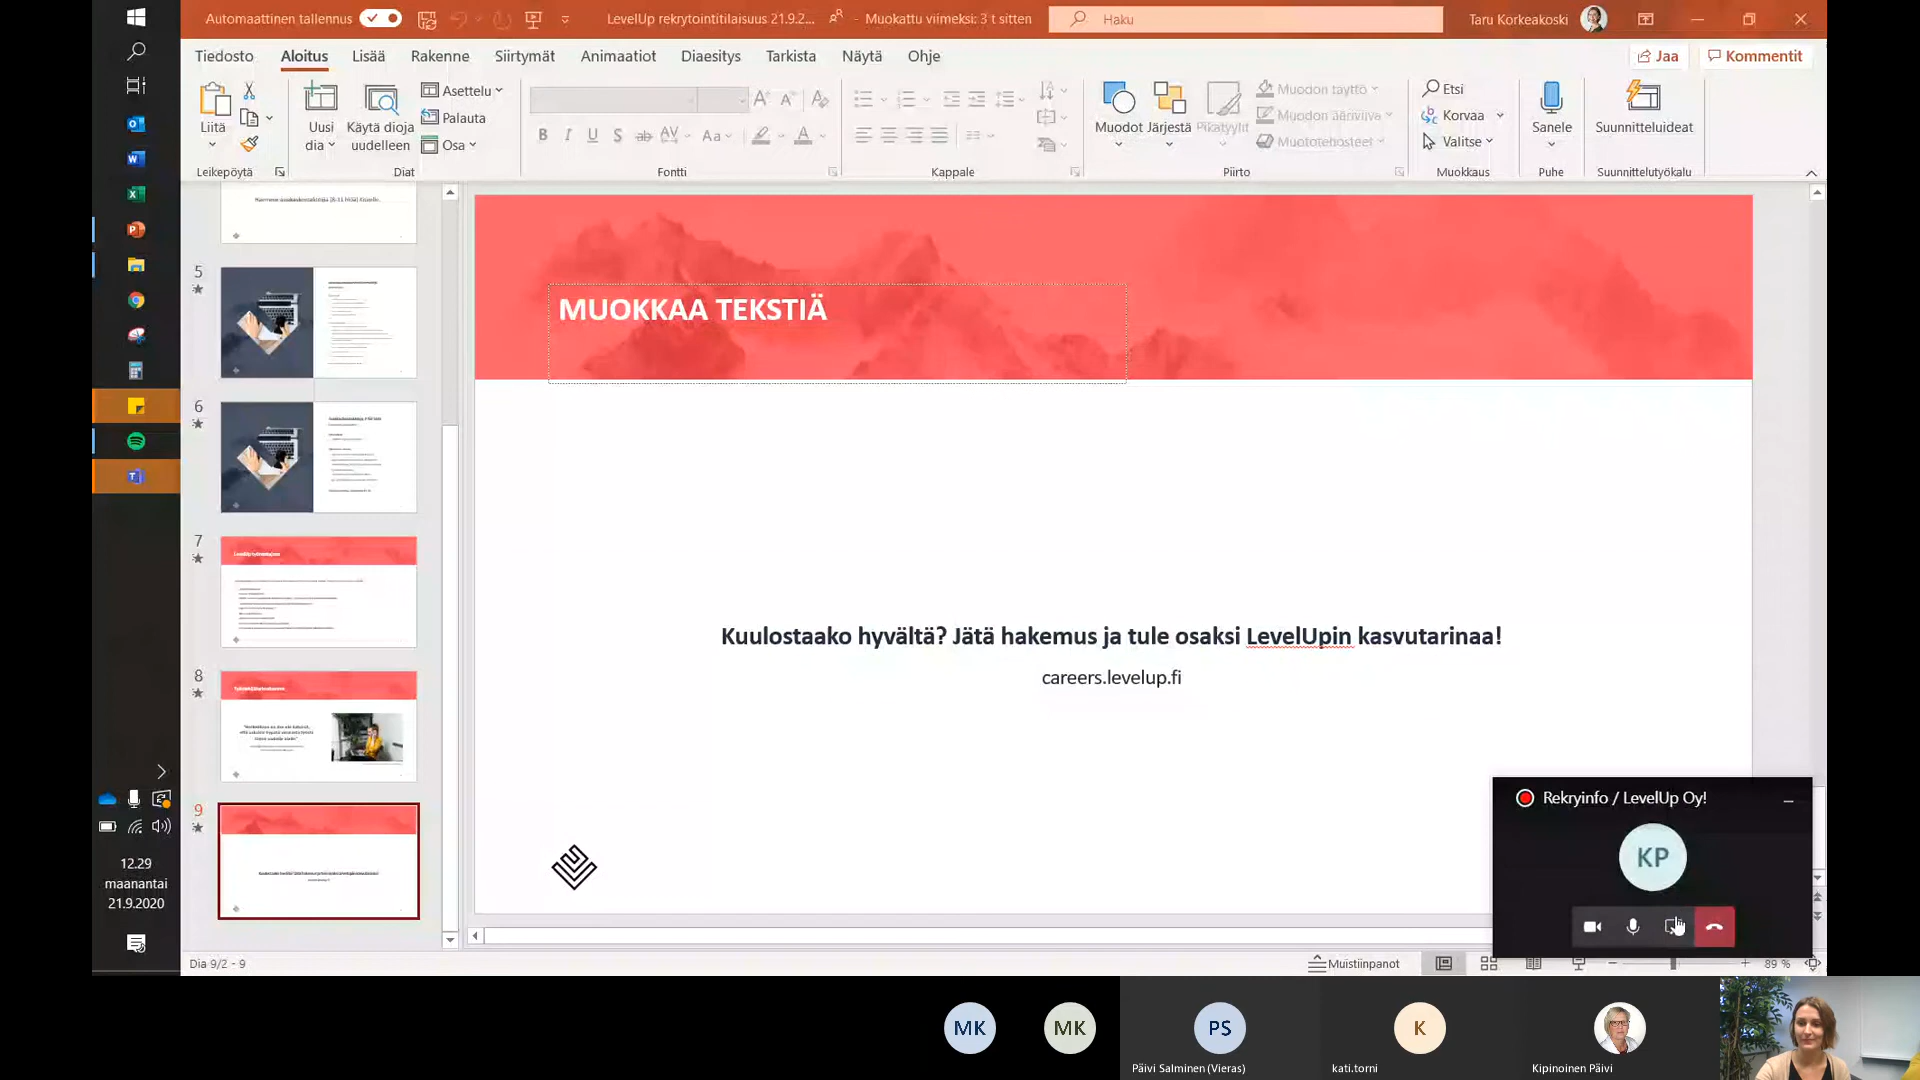 Automaattinen tallennus
LevelUp rekrytointitilaisuus 21.9.2... - Muokattu viimeksi: 3 t sitten
Haku
Taru Korkeakoski
Tiedosto Aloitus Lisää Rakenne Siirtymät Animaatiot Diaesitys Tarkista Näytä Ohje
Jaa Kommentit
Liitä
Leikepöytä
Uusi dia
Käytä dioja uudelleen
Asettelu
Palauta
Osa
Diat
Fontti
Kappale
Muodot Järjestä Pikatyylit
Muodon täyttö
Muodon ääriviiva
Muototehosteet
Piirto
Etsi
Korvaa
Valitse
Muokkaus
Sanele
Puhe
Suunnitteluideat
Suunnittelutyökalu
5
6
7
8
9
MUOKKAA TEKSTIÄ
Kuulostaako hyvältä? Jätä hakemus ja tule osaksi LevelUpin kasvutarinaa!
careers.levelup.fi
Rekryinfo / LevelUp Oy!
KP
12.29
maanantai
21.9.2020
Dia 9/2 - 9
Muistiinpanot
89 %
MK
MK
PS
Päivi Salminen (Vieras)
K
kati.torni
Kipinoinen Päivi